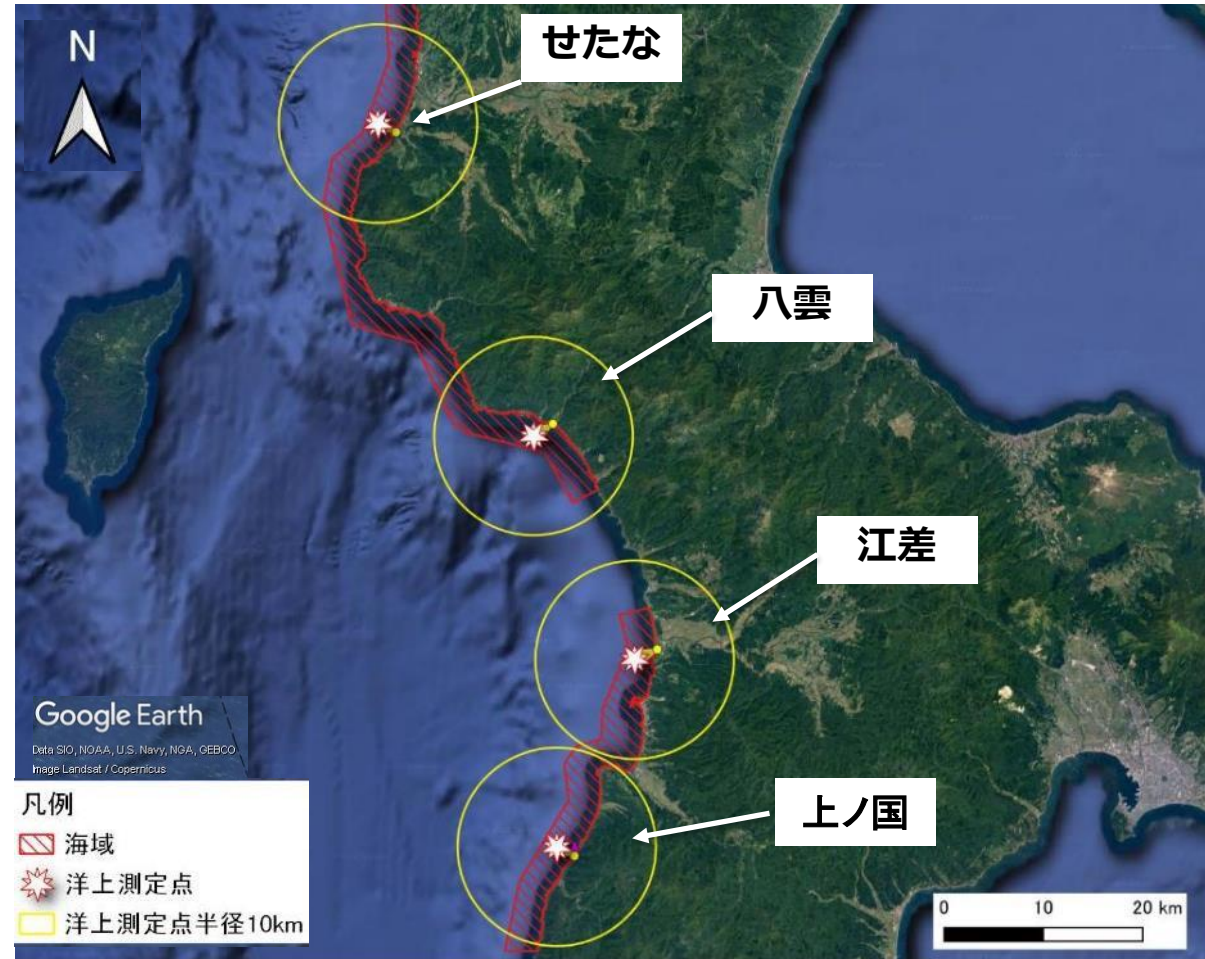 N
せたな
八雲
江差
上ノ国
Google Earth
Data SIO, NOAA, U.S. Navy, NGA, GEBCO
Image Landsat / Copernicus
凡例
海域
洋上測定点
洋上測定点半径10km
0 10 20 km